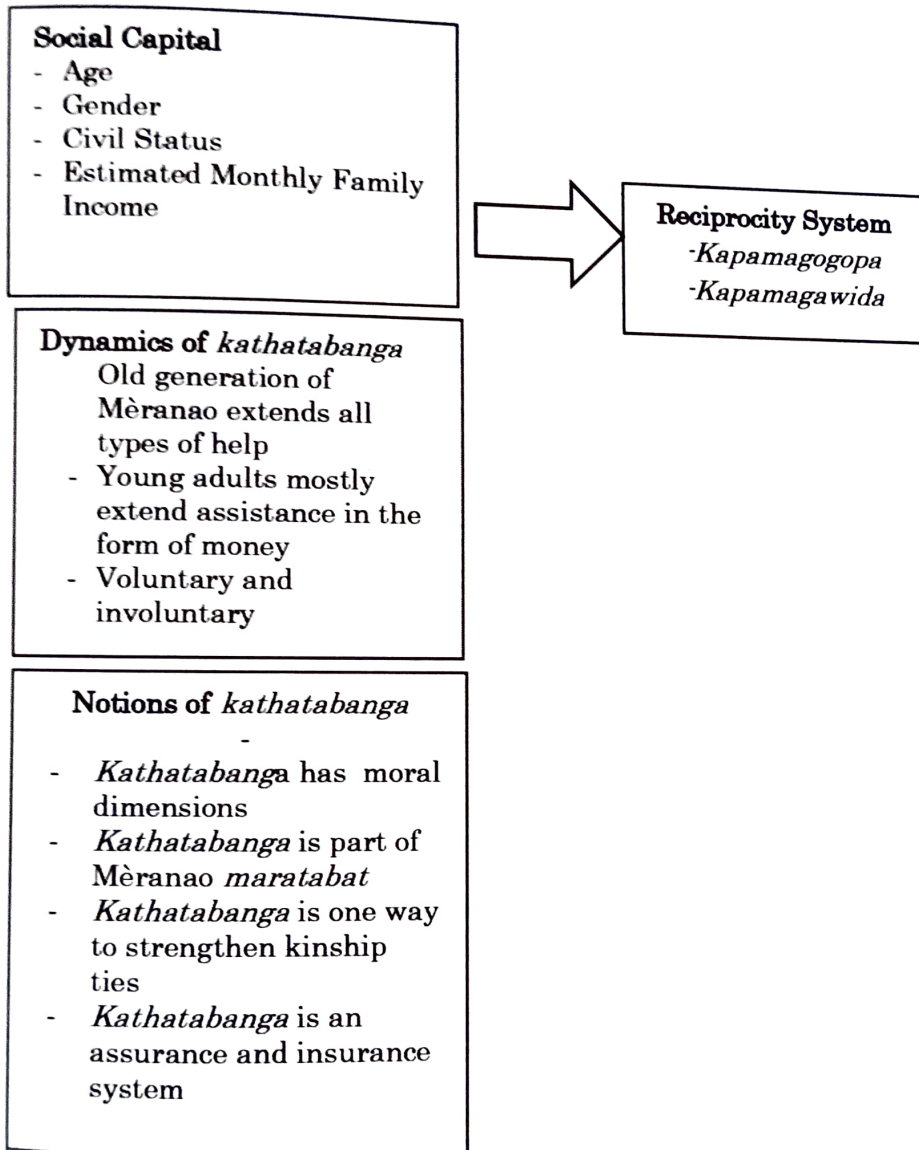 Social Capital
- Age
- Gender
- Civil Status
- Estimated Monthly Family
Income
Reciprocity System
-Kapamagogopa
-Kapamagawida
Dynamics of kathatabanga
Old generation of
Mèranao extends all
types of help
- Young adults mostly
extend assistance in the
form of money
- Voluntary and
involuntary
Notions of kathatabanga
-
- Kathatabanga has moral
dimensions
- Kathatabanga is part of
Mèranao maratabat
- Kathatabanga is one way
to strengthen kinship
ties
- Kathatabanga is an
assurance and insurance
system